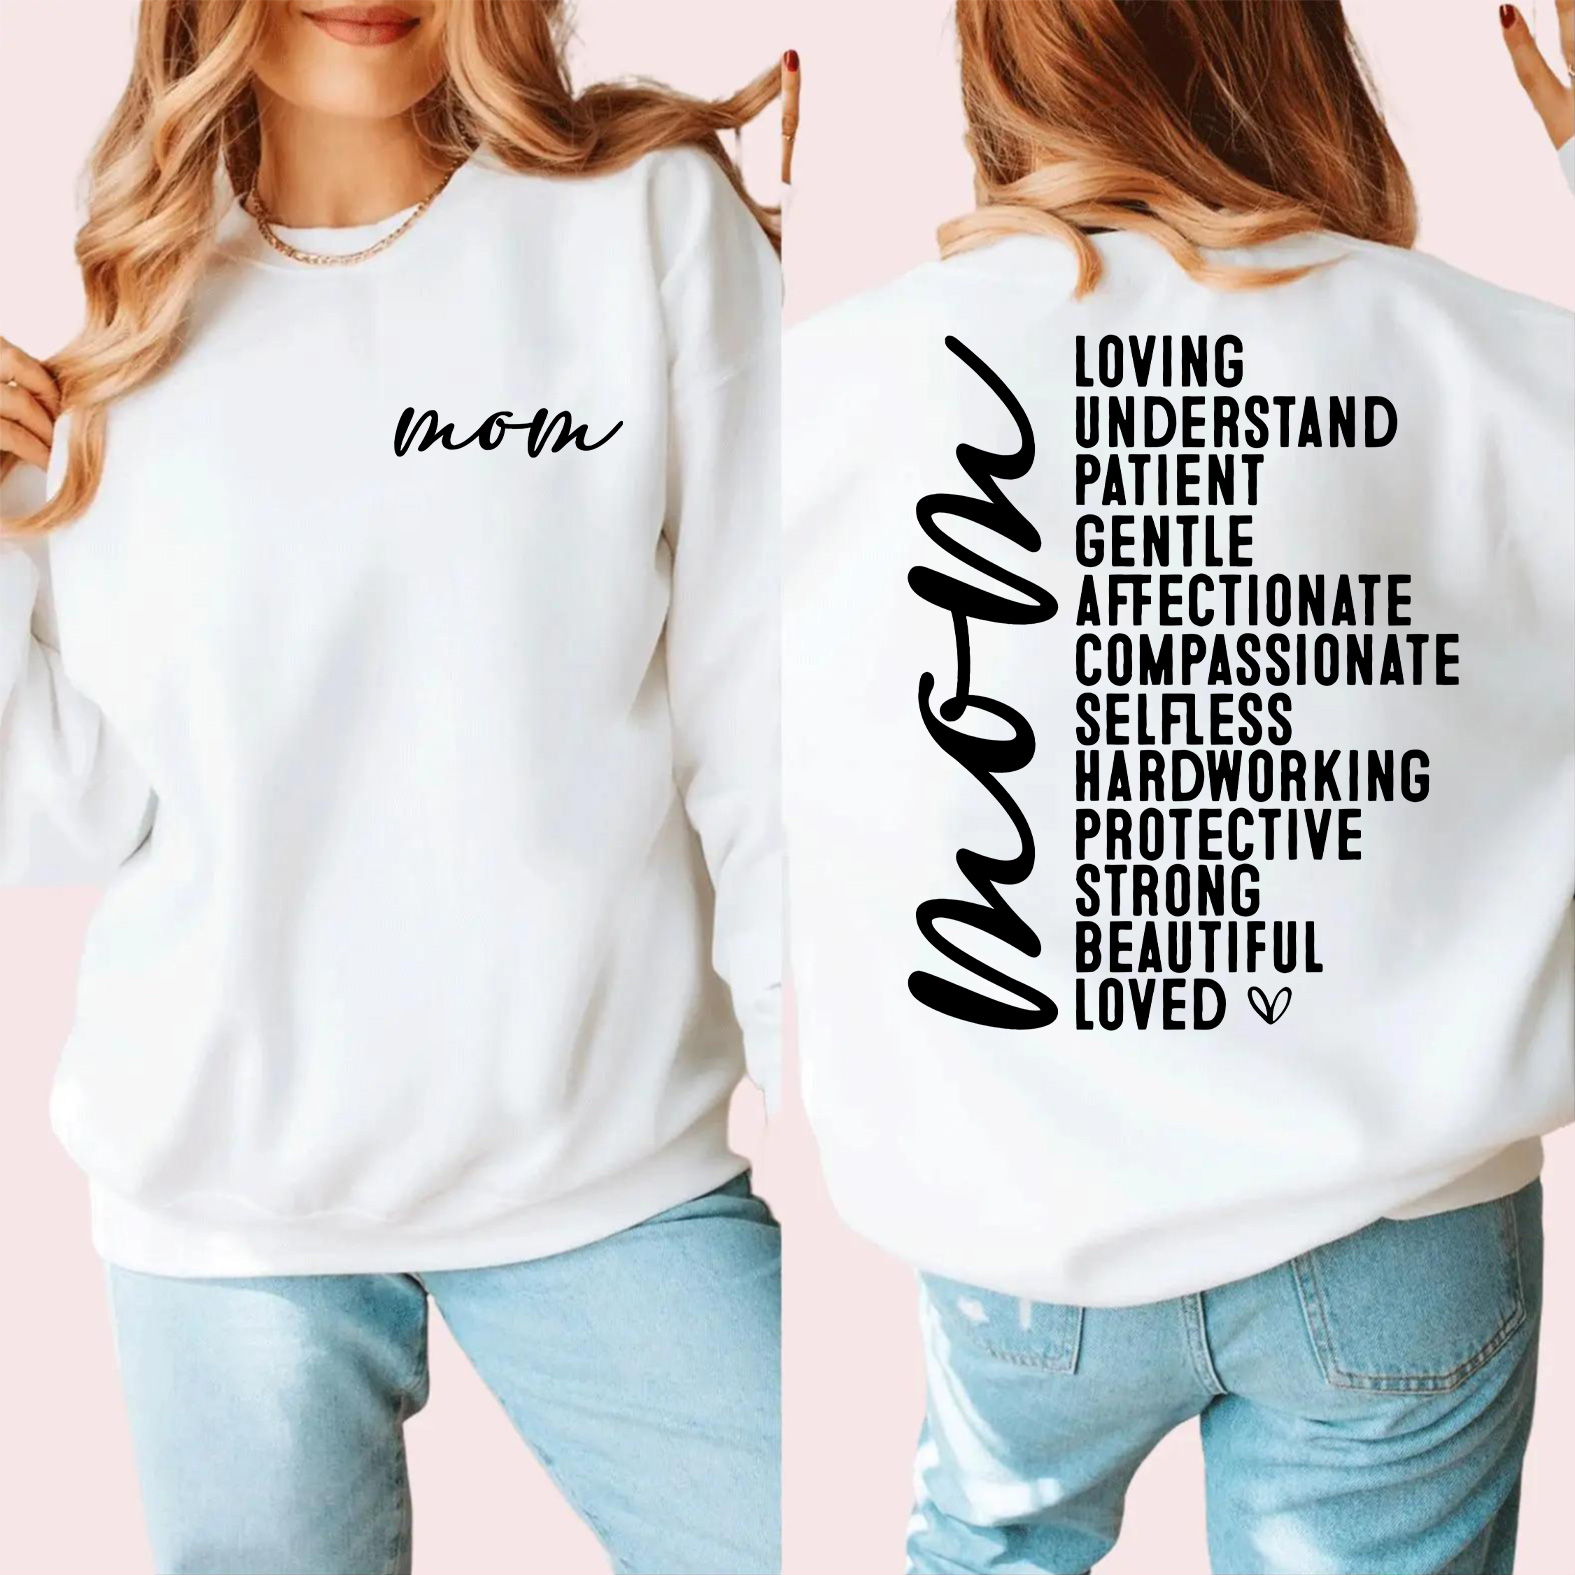 mom
mom
LOVING
UNDERSTAND
PATIENT
GENTLE
AFFECTIONATE
COMPASSIONATE
SELFLESS
HARDWORKING
PROTECTIVE
STRONG
BEAUTIFUL
LOVED